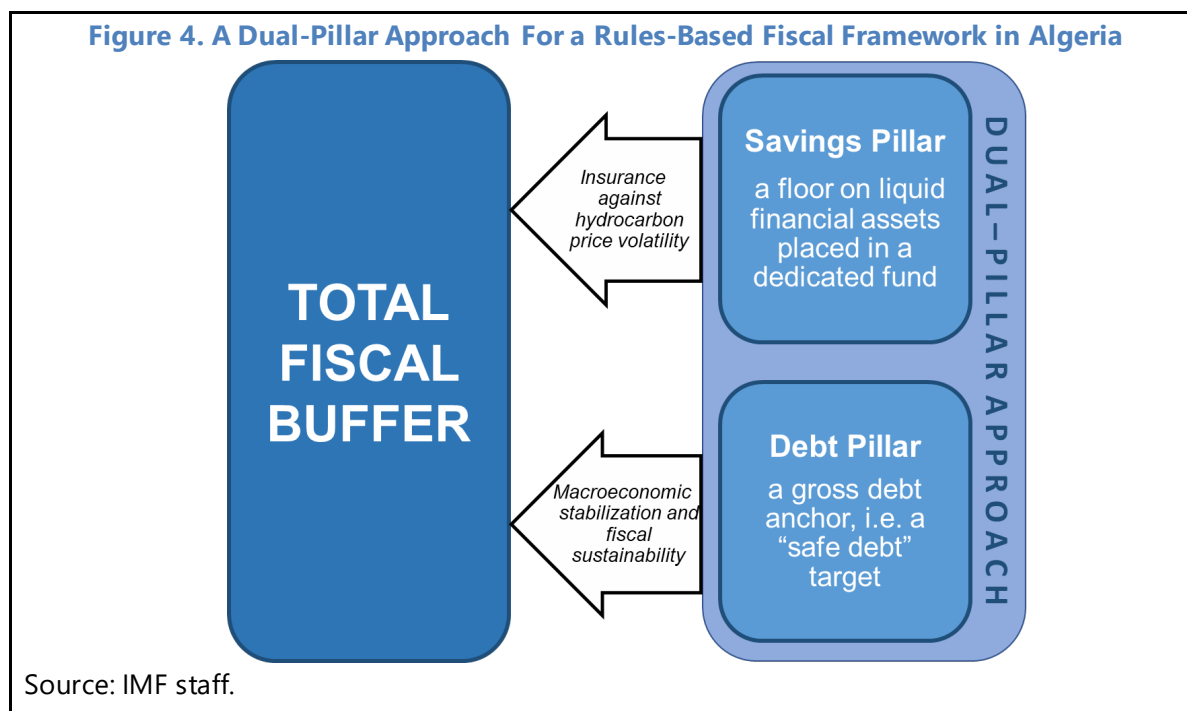 Figure 4. A Dual-Pillar Approach For a Rules-Based Fiscal Framework in Algeria
TOTAL
FISCAL
BUFFER
Insurance
against
hydrocarbon
price volatility
Savings Pillar
a floor on liquid
financial assets
placed in a
dedicated fund
Macroeconomic
stabilization and
fiscal
sustainability
Debt Pillar
a gross debt
anchor, i.e. a
“safe debt”
target
DUAL–PILLAR APPROACH
Source: IMF staff.